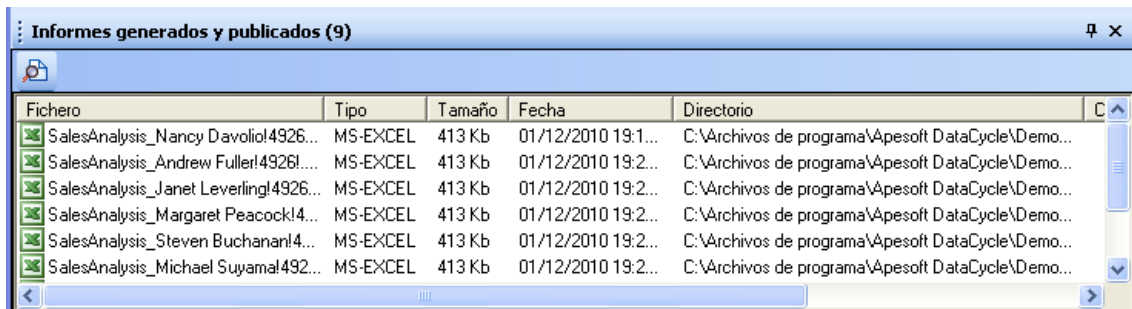 Informes generados y publicados (9)
Fichero Tipo Tamaño Fecha Directorio C
SalesAnalysis_Nancy Davolio!4926... MS-EXCEL 413 Kb 01/12/2010 19:1... C:\Archivos de programa\Apesoft DataCycle\Demo...
SalesAnalysis_Andrew Fuller!4926!... MS-EXCEL 413 Kb 01/12/2010 19:2... C:\Archivos de programa\Apesoft DataCycle\Demo...
SalesAnalysis_Janet Leverling!4926... MS-EXCEL 413 Kb 01/12/2010 19:2... C:\Archivos de programa\Apesoft DataCycle\Demo...
SalesAnalysis_Margaret Peacock!4... MS-EXCEL 413 Kb 01/12/2010 19:2... C:\Archivos de programa\Apesoft DataCycle\Demo...
SalesAnalysis_Steven Buchanan!4... MS-EXCEL 413 Kb 01/12/2010 19:2... C:\Archivos de programa\Apesoft DataCycle\Demo...
SalesAnalysis_Michael Suyama!492... MS-EXCEL 413 Kb 01/12/2010 19:2... C:\Archivos de programa\Apesoft DataCycle\Demo...